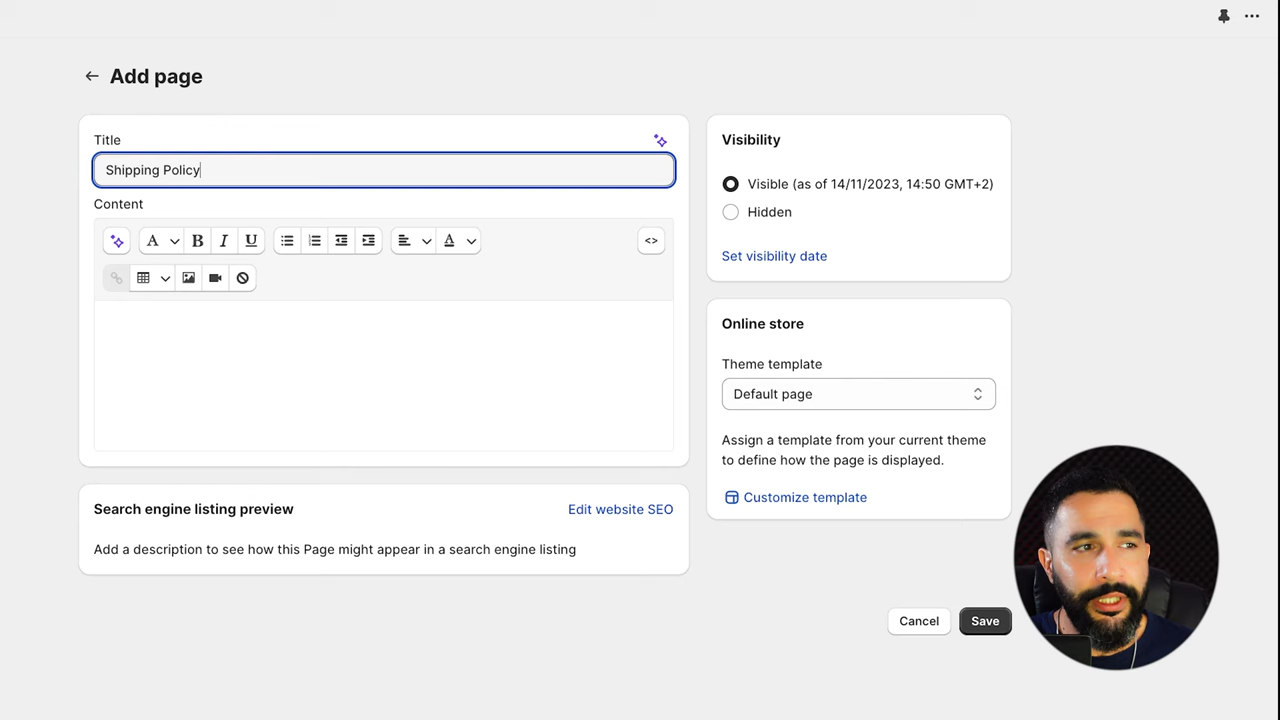 Add page
Title
Shipping Policy
Content
A B I U A <>
Search engine listing preview
Edit website SEO
Add a description to see how this Page might appear in a search engine listing
Visibility
Visible (as of 14/11/2023, 14:50 GMT+2)
Hidden
Set visibility date
Online store
Theme template
Default page
Assign a template from your current theme
to define how the page is displayed.
Customize template
Cancel
Save